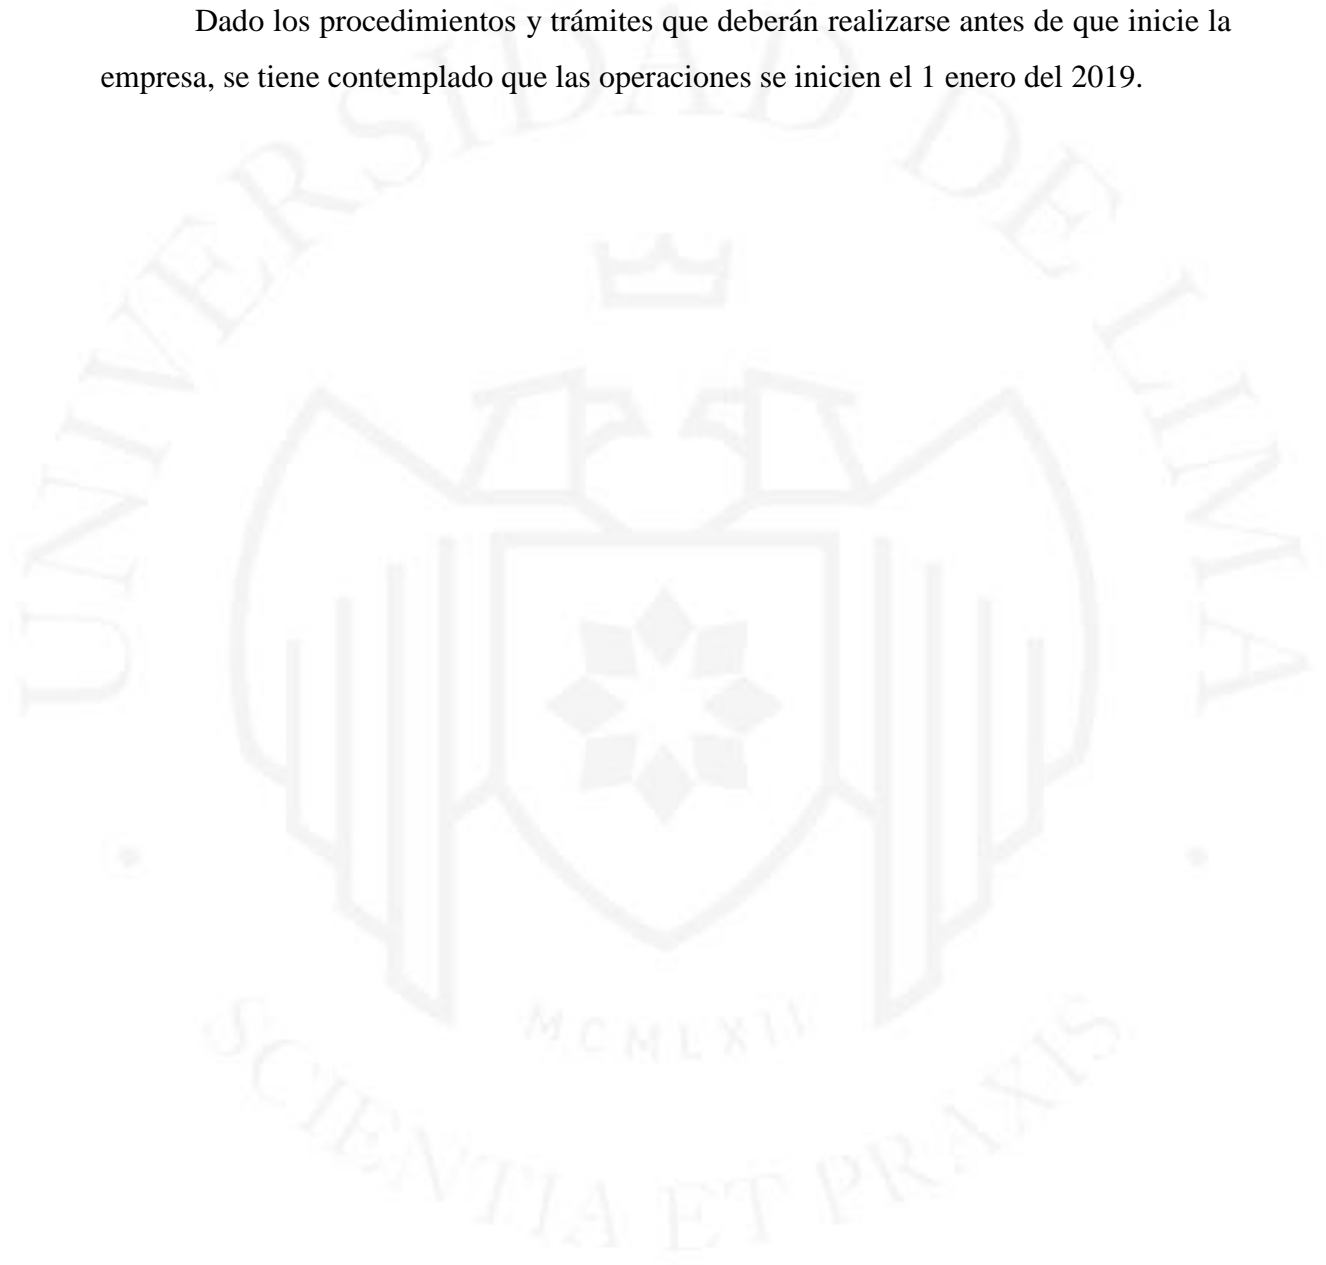 Dado los procedimientos y trámites que deberán realizarse antes de que inicie la
empresa, se tiene contemplado que las operaciones se inicien el 1 enero del 2019.
UNIVERSIDAD DE LIMA
MCMLXII
SCIENTIA ET PRAXIS